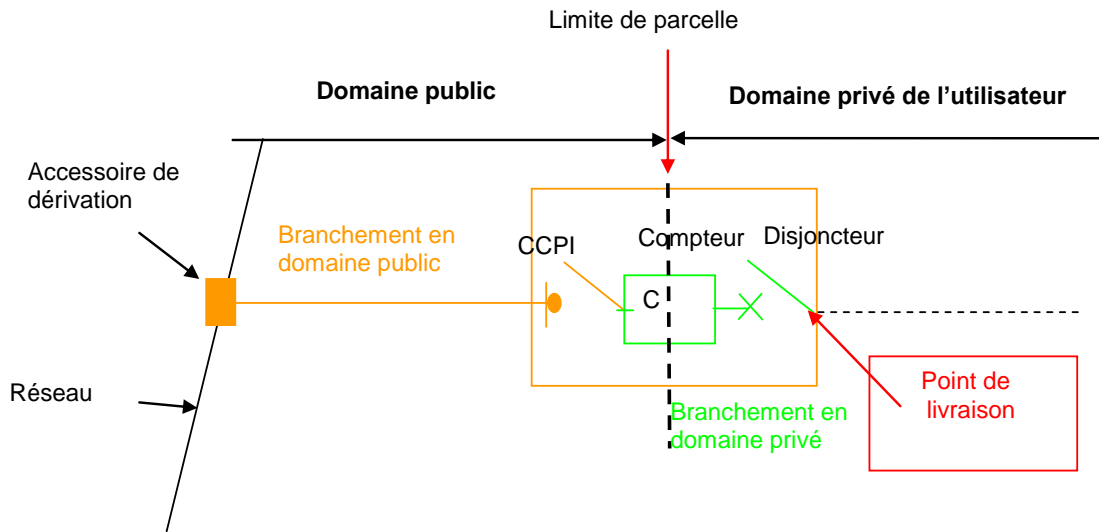 Limite de parcelle
Domaine public
Domaine privé de l’utilisateur
Accessoire de
dérivation
Branchement en
domaine public
CCPI
Compteur
Disjoncteur
C
Réseau
Point de
livraison
Branchement en
domaine privé